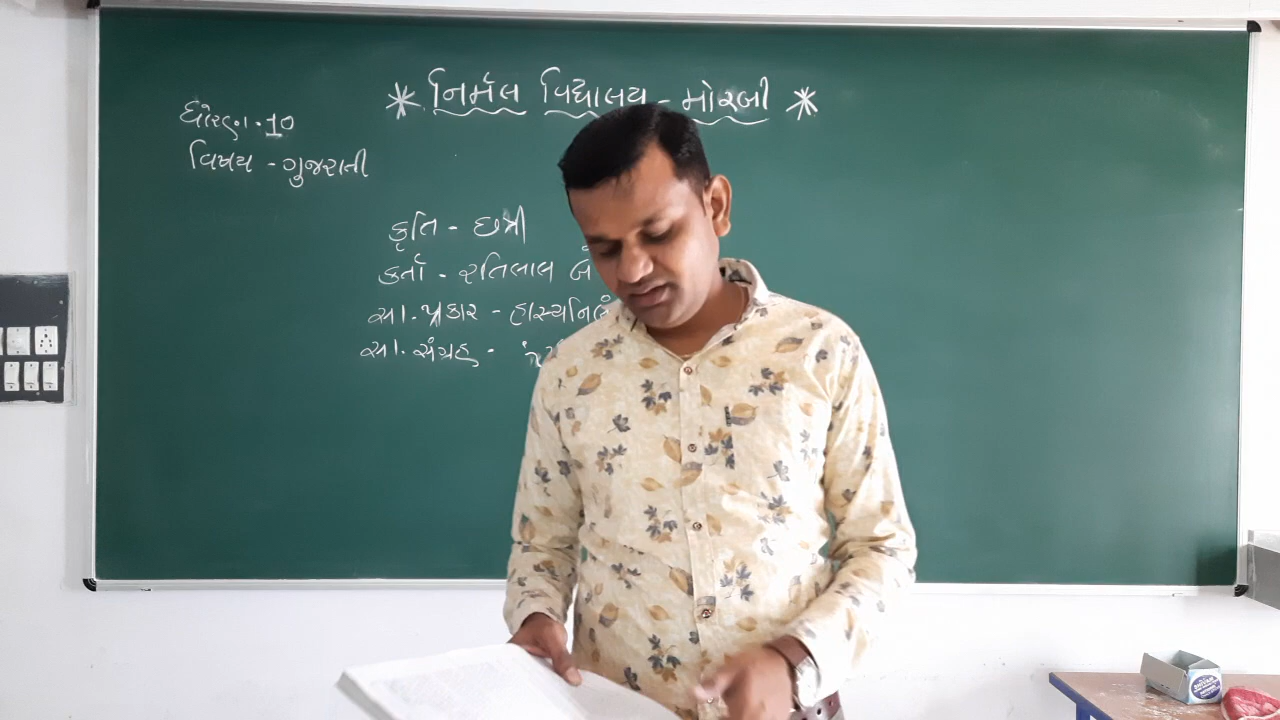 * નિર્મલ વિદ્યાલય - મોરબી *
ધોરણ. 10
વિષય - ગુજરાતી
કૃતિ - છત્રી
કર્તા - રતિલાલ
સા. પ્રકાર - હાસ્યનિબં
સા. સંગ્રહ -